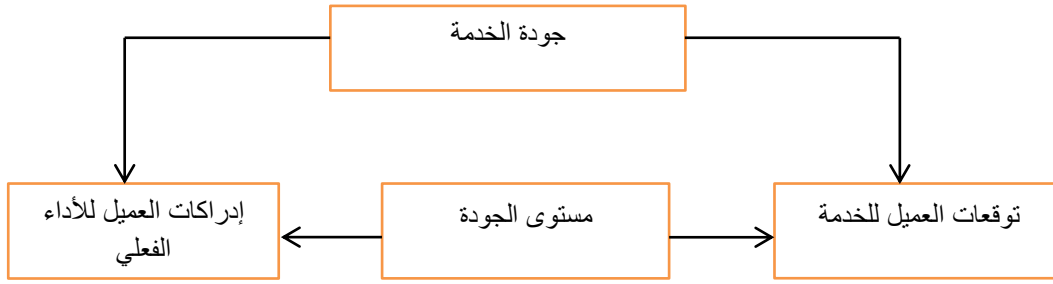 جودة الخدمة
توقعات العميل للخدمة
مستوى الجودة
إدراكات العميل للأداء
الفعلي